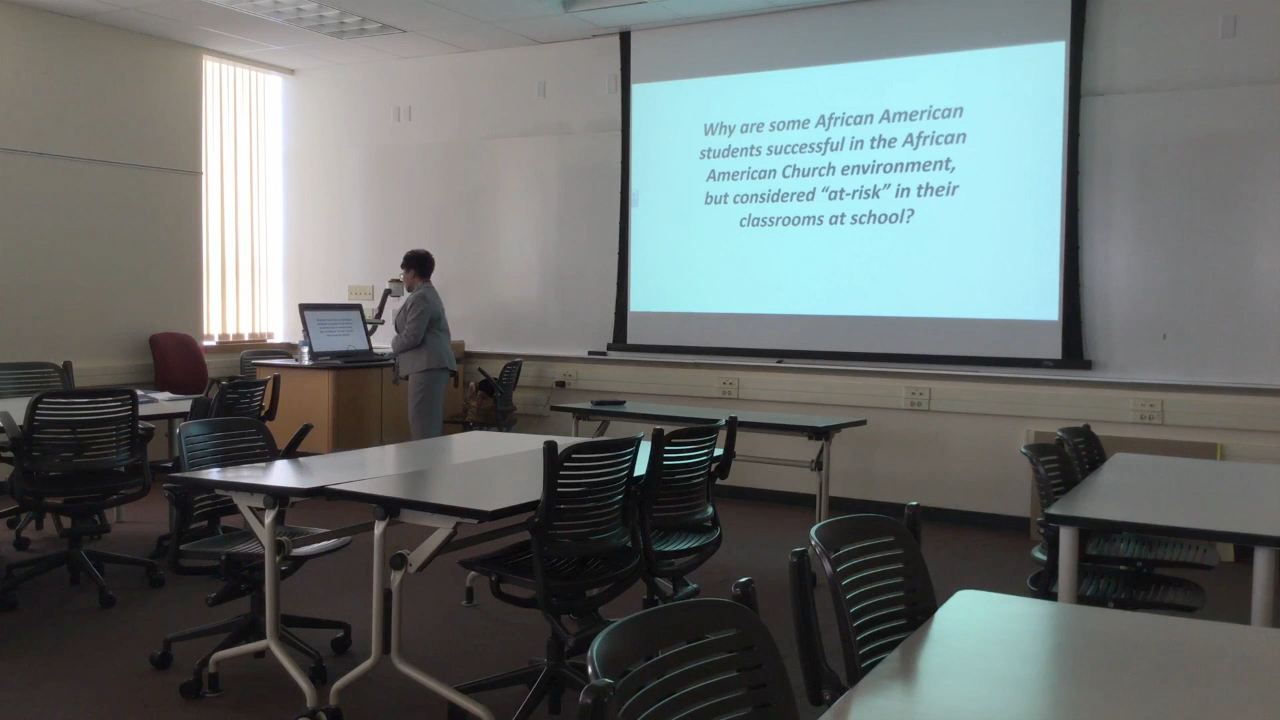 Why are some African American
students successful in the African
American Church environment,
but considered “at-risk” in their
classrooms at school?